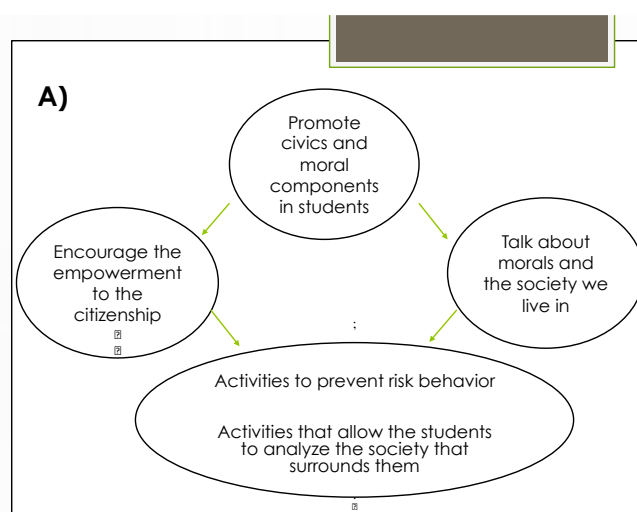 A)
Promote
civics and
moral
components
in students
Encourage the
empowerment
to the
citizenship
Talk about
morals and
the society we
live in
;
Activities to prevent risk behavior
Activities that allow the students
to analyze the society that
surrounds them